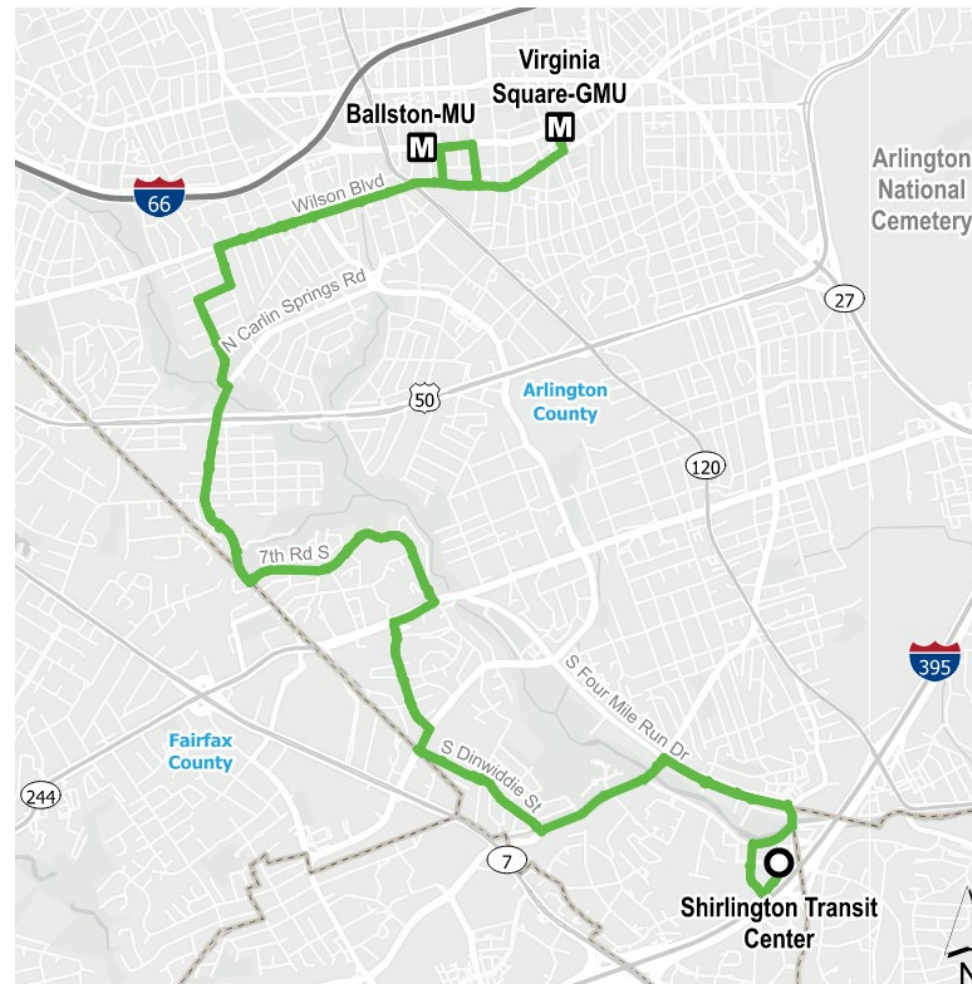 Virginia
Square-GMU
Ballston-MU
M
M
Arlington
National
Cemetery
66
Wilson Blvd
N Carlin Springs Rd
27
50
Arlington
County
120
7th Rd S
S Four Mile Run Dr
395
Fairfax
County
S Dinwiddie St
244
7
Shirlington Transit
Center
N